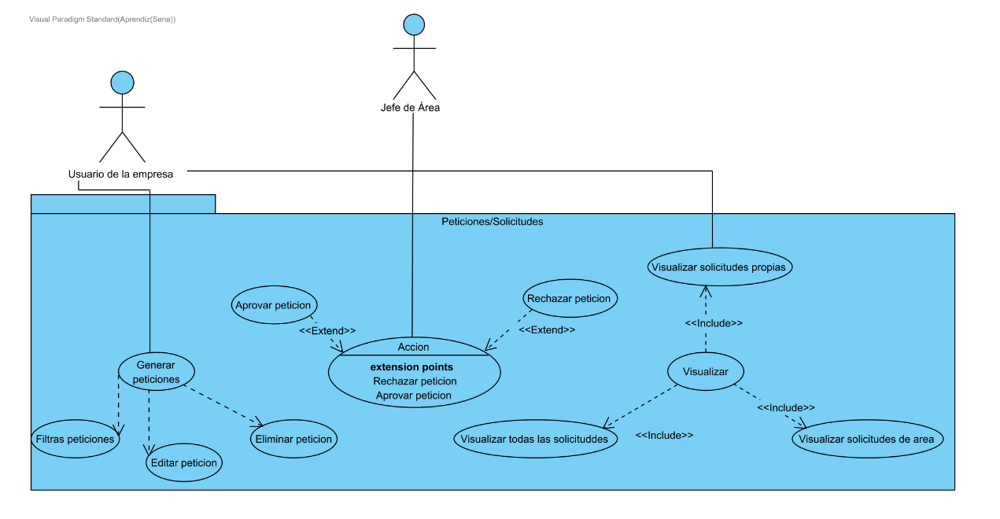 Visual Paradigm Standard(Aprendiz(Sena))
Jefe de Área
Usuario de la empresa
Peticiones/Solicitudes
Visualizar solicitudes propias
Aprovar peticion
Rechazar peticion
<<Extend>>
<<Extend>>
<<Include>>
Accion
extension points
Rechazar peticion
Aprovar peticion
Generar
peticiones
Visualizar
<<Include>>
Filtras peticiones
Editar peticion
Eliminar peticion
Visualizar todas las solicituddes
<<Include>>
Visualizar solicitudes de area